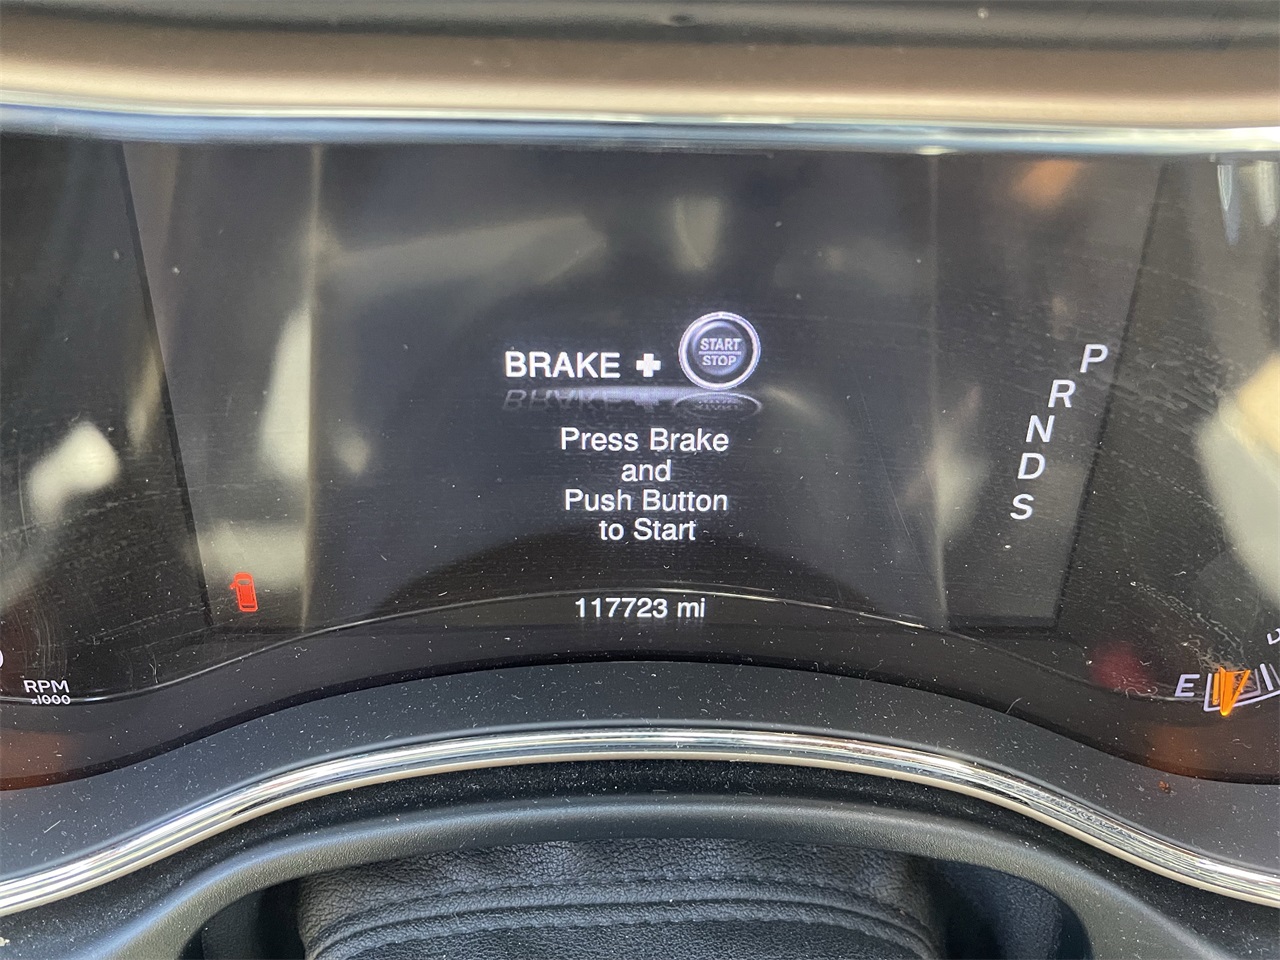 BRAKE + START STOP
Press Brake
and
Push Button
to Start
117723 mi
P
R
N
D
S
RPM
x1000
E